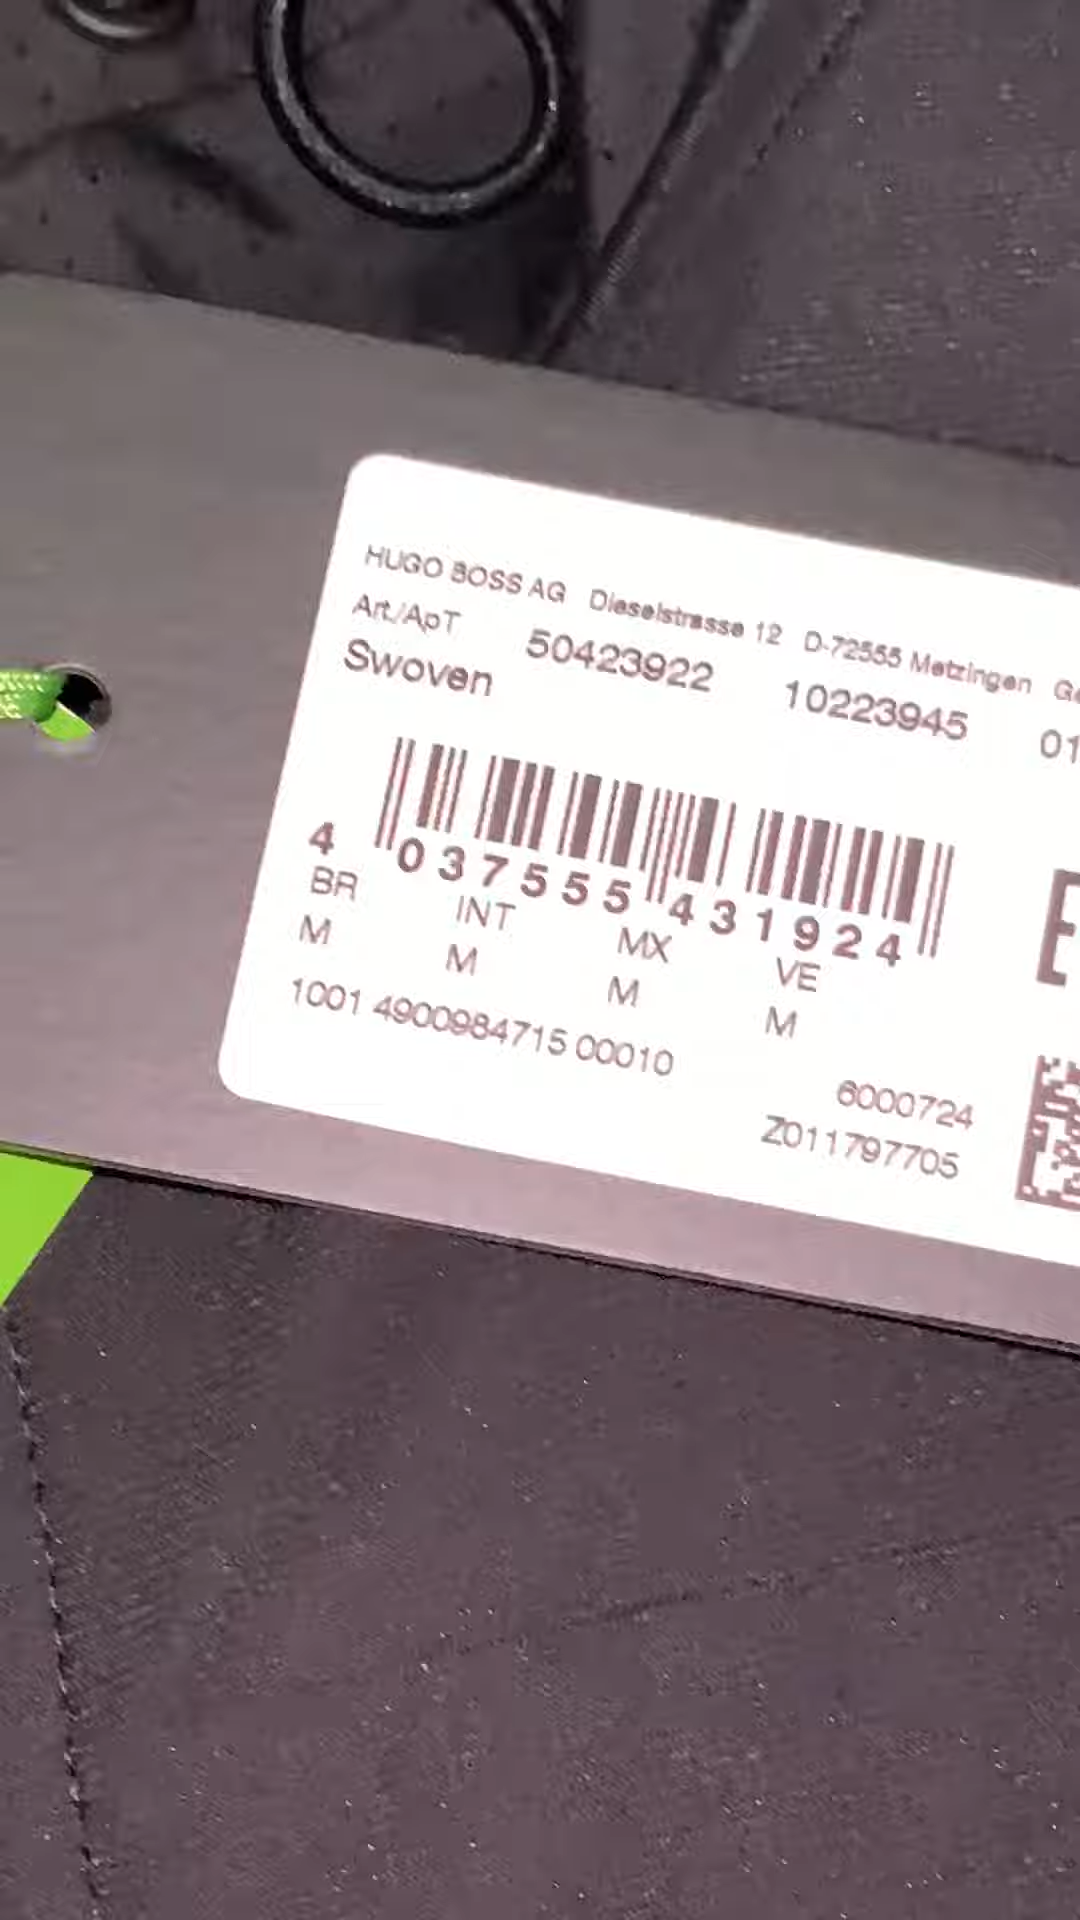 HUGO BOSS AG Dieselstrasse 12 D-72555 Metzingen
Art./ApT 50423922 10223945 01
Swoven
4 037555 431924
BR INT MX VE
M M M M
1001 4900984715 00010
6000724
Z011797705